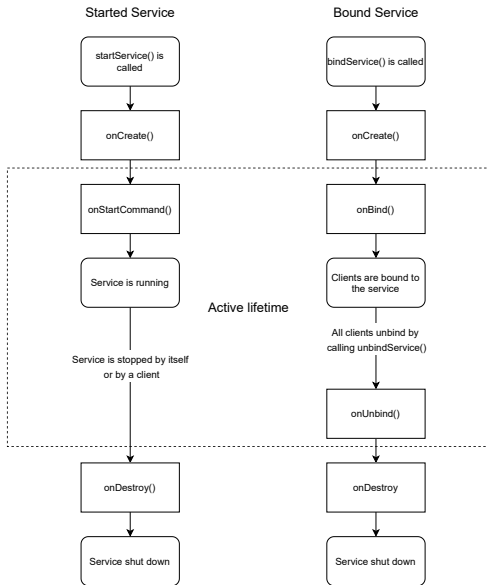 Started Service
Bound Service
startService() is
called
bindService() is called
onCreate()
onCreate()
onStartCommand()
onBind()
Service is running
Clients are bound to
the service
Active lifetime
All clients unbind by
calling unbindService()
Service is stopped by itself
or by a client
onUnbind()
onDestroy()
onDestroy
Service shut down
Service shut down